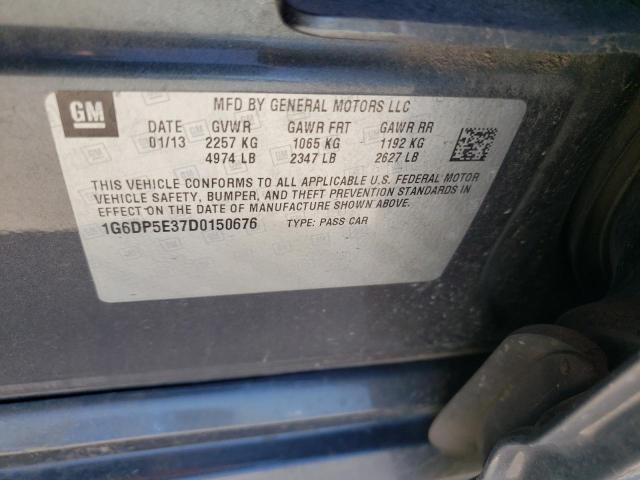 GM
MFD BY GENERAL MOTORS LLC
DATE GVWR GAWR FRT GAWR RR
01/13 2257 KG 1065 KG 1192 KG
4974 LB 2347 LB 2627 LB
THIS VEHICLE CONFORMS TO ALL APPLICABLE U.S. FEDERAL MOTOR
VEHICLE SAFETY, BUMPER, AND THEFT PREVENTION STANDARDS IN
EFFECT ON THE DATE OF MANUFACTURE SHOWN ABOVE.
1G6DP5E37D0150676 TYPE: PASS CAR